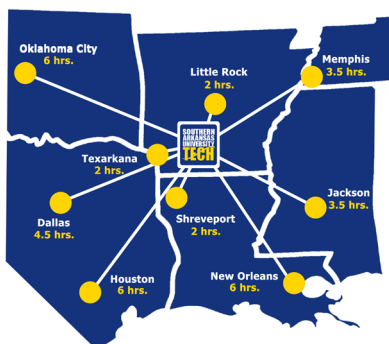 Oklahoma City
6 hrs.
Memphis
3.5 hrs.
Little Rock
2 hrs.
SOUTHERN
ARKANSAS
UNIVERSITY
TECH
Texarkana
2 hrs.
Dallas
4.5 hrs.
Shreveport
2 hrs.
Jackson
3.5 hrs.
Houston
6 hrs.
New Orleans
6 hrs.